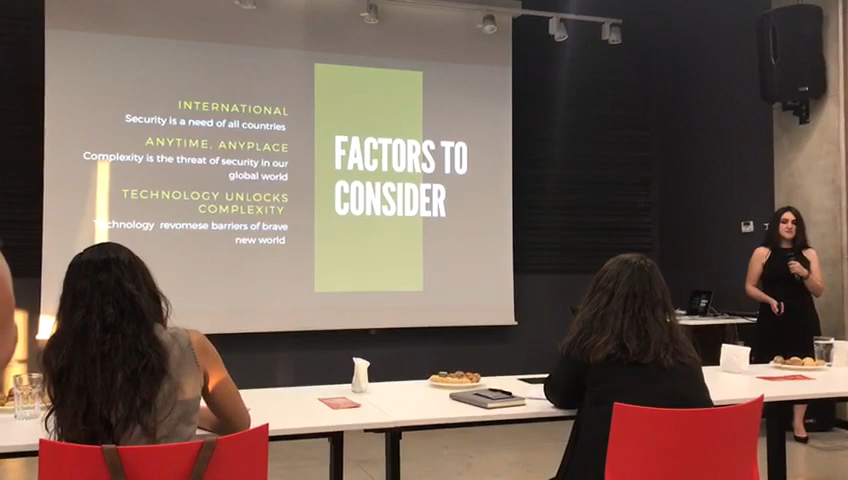 INTERNATIONAL
Security is a need of all countries
ANYTIME. ANYPLACE
Complexity is the threat of security in our
global world
TECHNOLOGY UNLOCKS
COMPLEXITY
Technology revomese barriers of brave
new world
FACTORS TO
CONSIDER